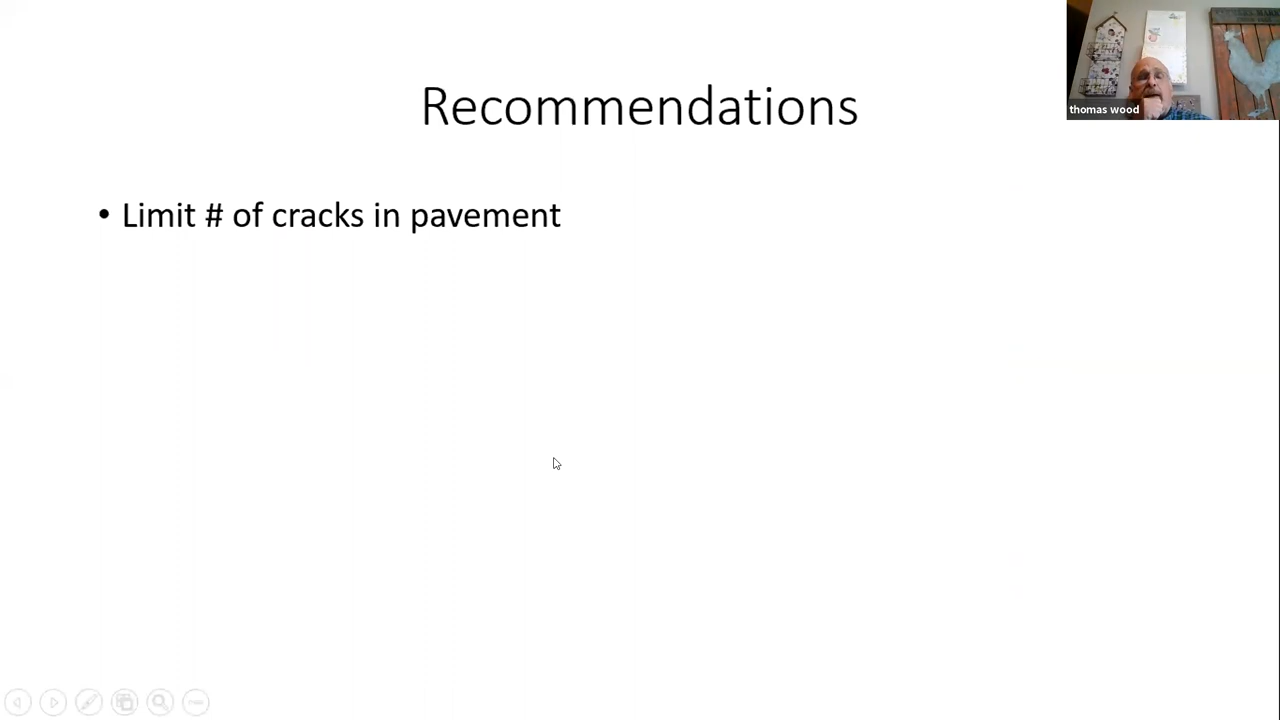 Recommendations
• Limit # of cracks in pavement
thomas wood